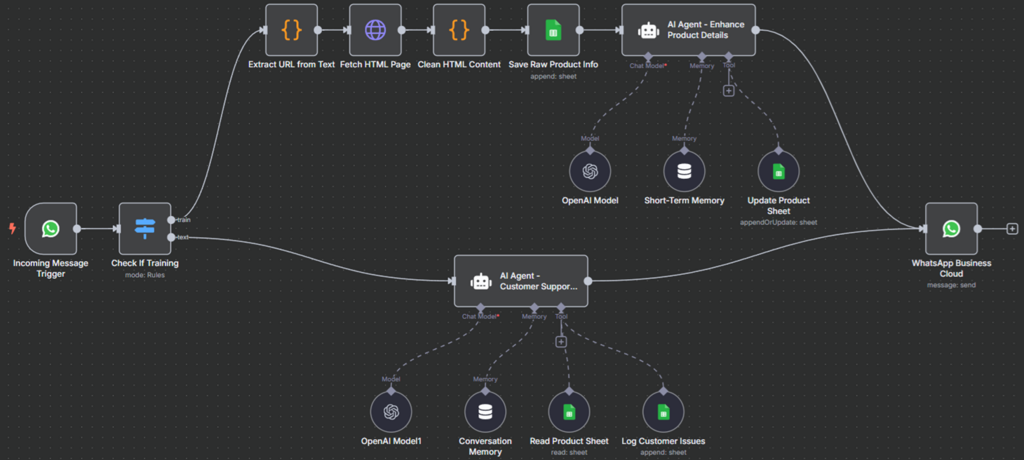 AI Agent - Enhance
Product Details
Extract URL from Text
Fetch HTML Page
Clean HTML Content
Save Raw Product Info
append: sheet
Chat Model*
Memory
Tool
Model
Memory
OpenAI Model
Short-Term Memory
Update Product
Sheet
appendOrUpdate: sheet
train
text
Incoming Message
Trigger
Check If Training
mode: Rules
WhatsApp Business
Cloud
message: send
AI Agent -
Customer Suppor...
Chat Model*
Memory
Tool
Model
Memory
OpenAI Model1
Conversation
Memory
Read Product Sheet
read: sheet
Log Customer Issues
append: sheet